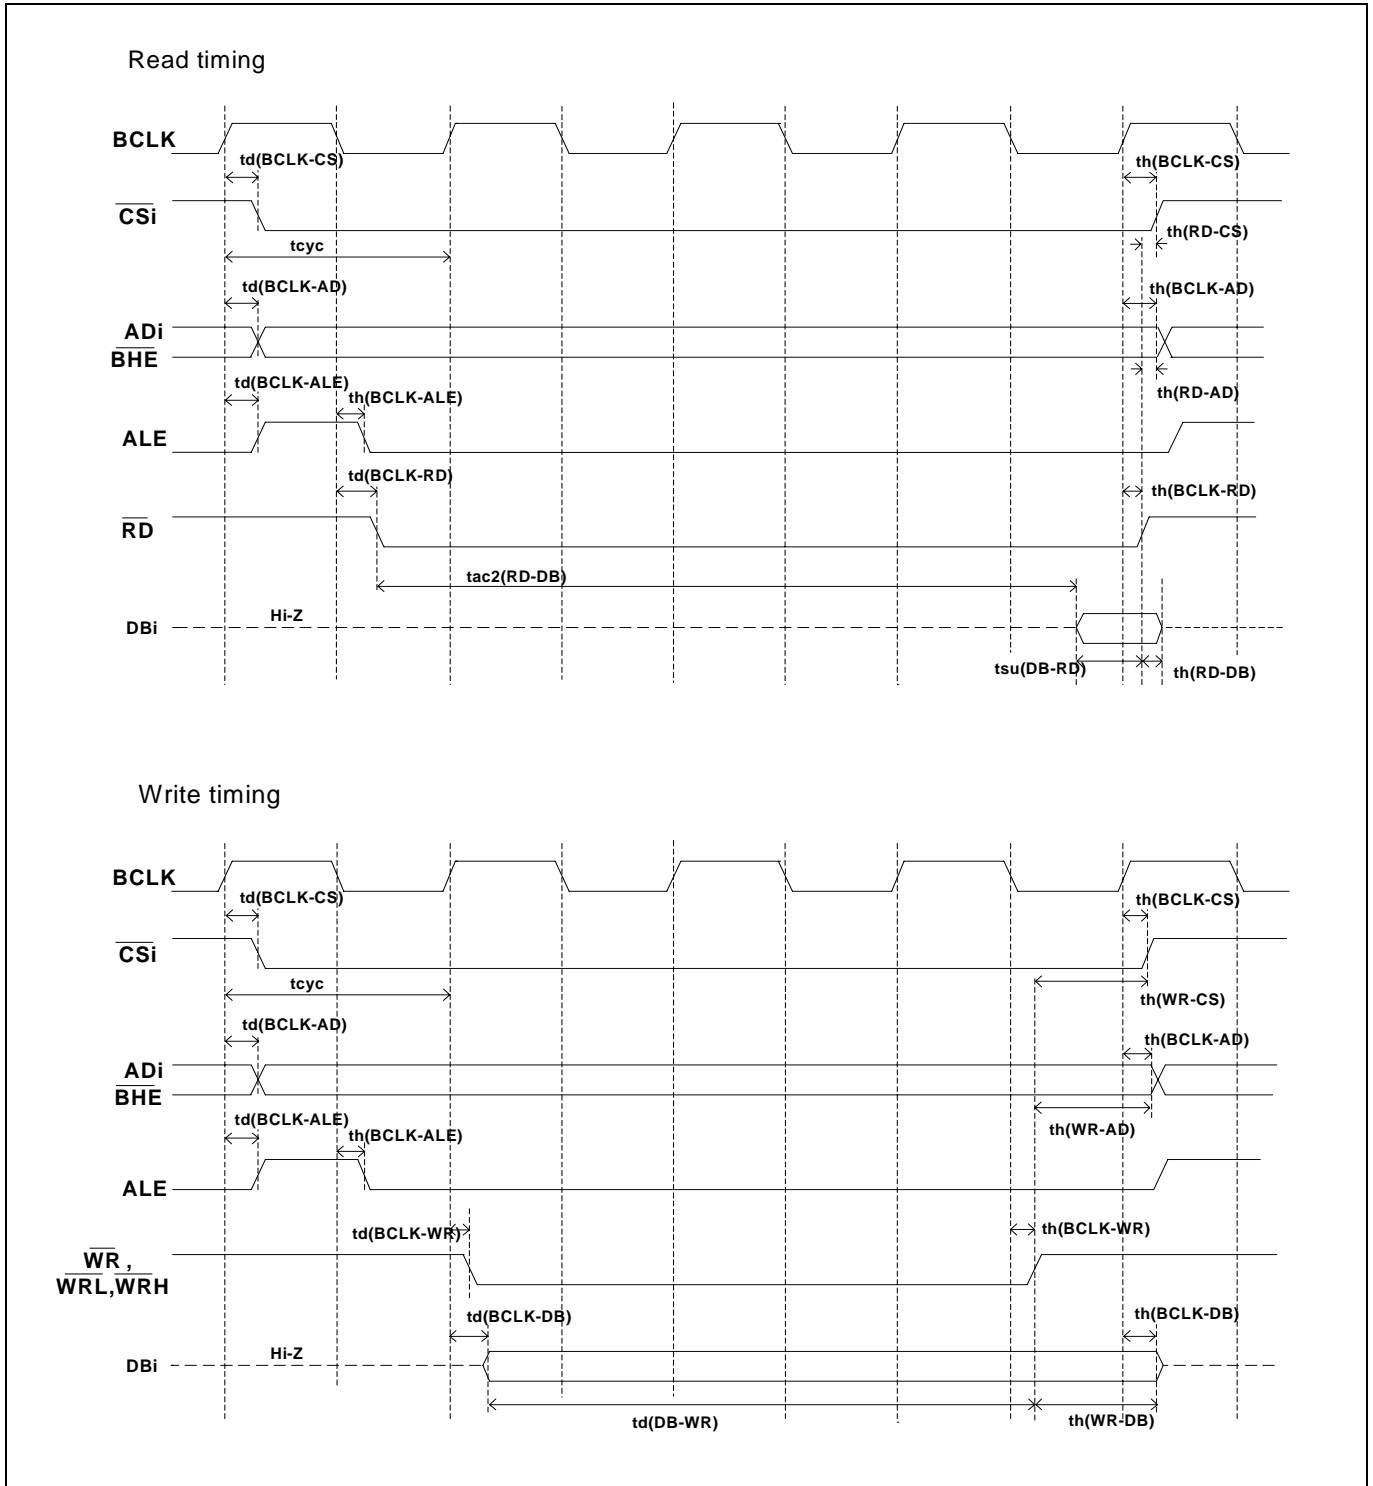 Read timing
BCLK
td(BCLK-CS)
th(BCLK-CS)
CSi
th(RD-CS)
tcyc
td(BCLK-AD)
th(BCLK-AD)
ADi
BHE
td(BCLK-ALE)
th(BCLK-ALE)
th(RD-AD)
ALE
td(BCLK-RD)
th(BCLK-RD)
RD
tac2(RD-DB)
Hi-Z
DBi
tsu(DB-RD)
th(RD-DB)
Write timing
BCLK
td(BCLK-CS)
th(BCLK-CS)
CSi
tcyc
th(WR-CS)
td(BCLK-AD)
th(BCLK-AD)
ADi
BHE
td(BCLK-ALE)
th(BCLK-ALE)
th(WR-AD)
ALE
td(BCLK-WR)
th(BCLK-WR)
WR ,
WRL,WRH
td(BCLK-DB)
th(BCLK-DB)
Hi-Z
DBi
td(DB-WR)
th(WR-DB)